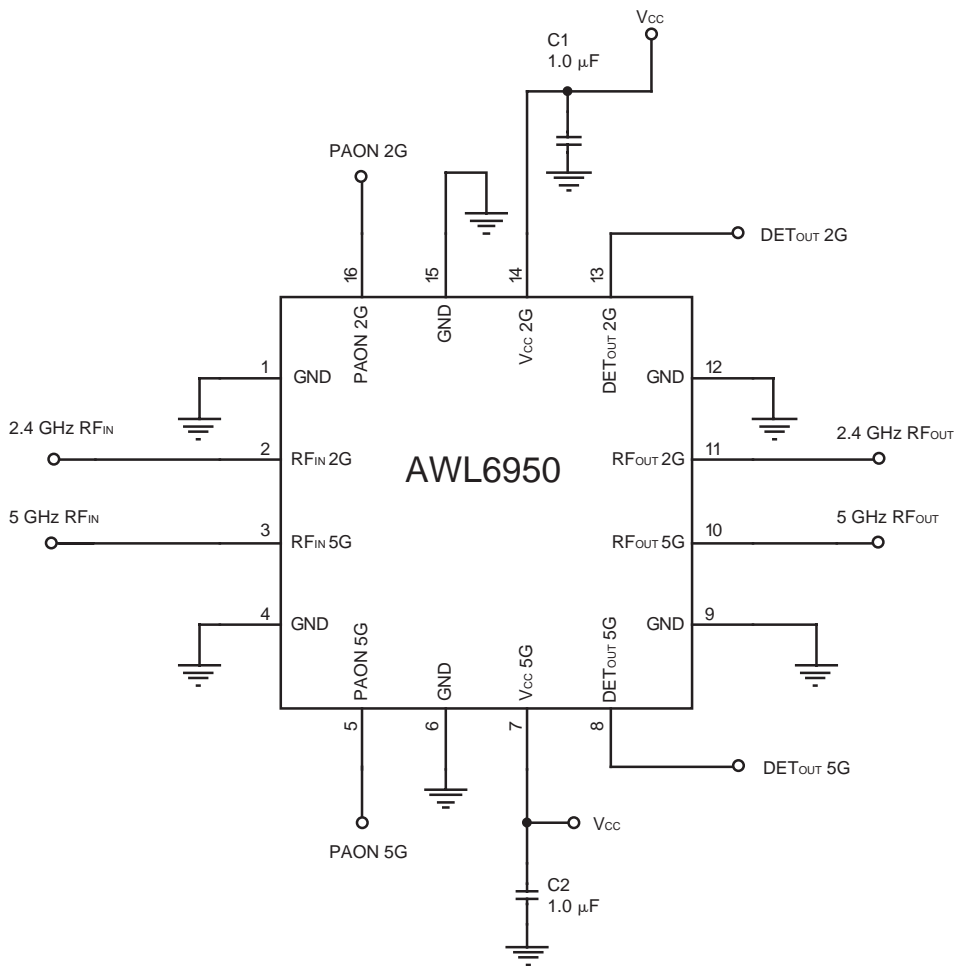 VCC
C1
1.0 µF
PAON 2G
DETOUT 2G
16
15
14
13
PAON 2G
GND
VCC 2G
DETOUT 2G
1
GND
GND
12
2.4 GHz RFIN
2
RFIN 2G
AWL6950
RFOUT 2G
11
2.4 GHz RFOUT
5 GHz RFIN
3
RFIN 5G
RFOUT 5G
10
5 GHz RFOUT
4
GND
GND
9
PAON 5G
GND
VCC 5G
DETOUT 5G
5
6
7
8
DETOUT 5G
VCC
PAON 5G
C2
1.0 µF